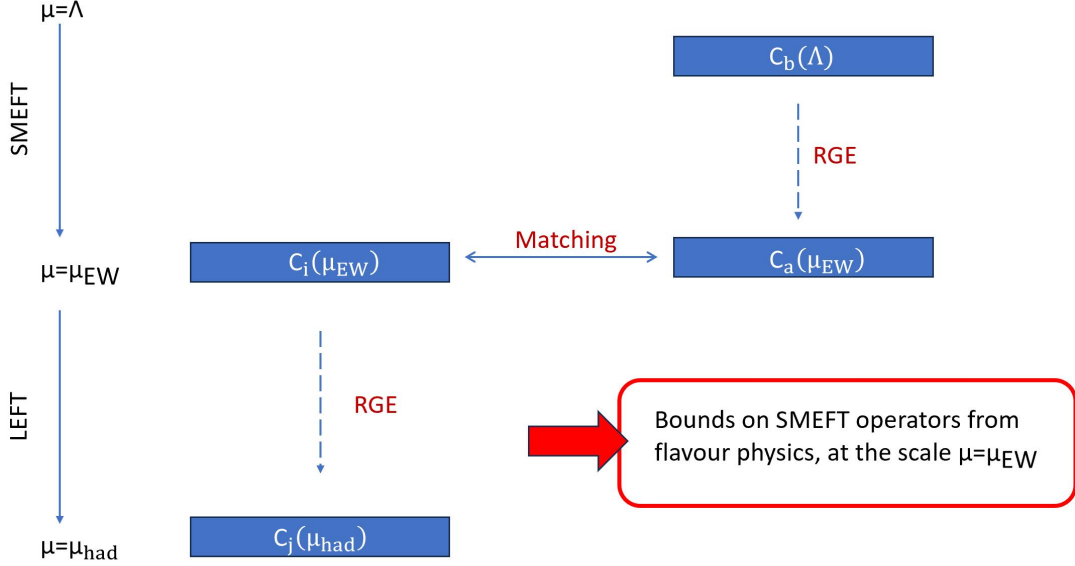 μ=Λ
C_b(Λ)
SMEFT
RGE
Matching
μ=μ_EW
C_i(μ_EW)
C_a(μ_EW)
LEFT
RGE
Bounds on SMEFT operators from
flavour physics, at the scale μ=μ_EW
μ=μ_had
C_j(μ_had)